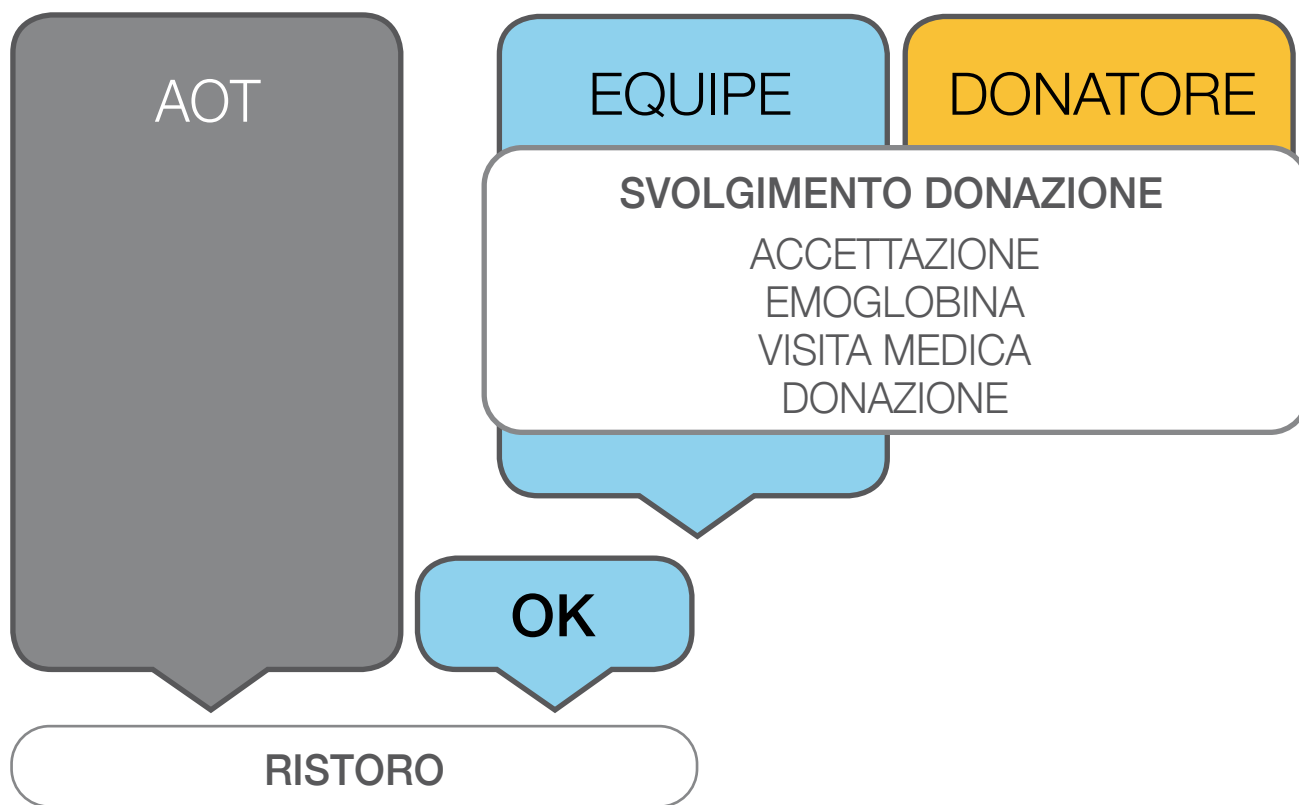 AOT
EQUIPE
DONATORE
SVOLGIMENTO DONAZIONE
ACCETTAZIONE
EMOGLOBINA
VISITA MEDICA
DONAZIONE
OK
RISTORO